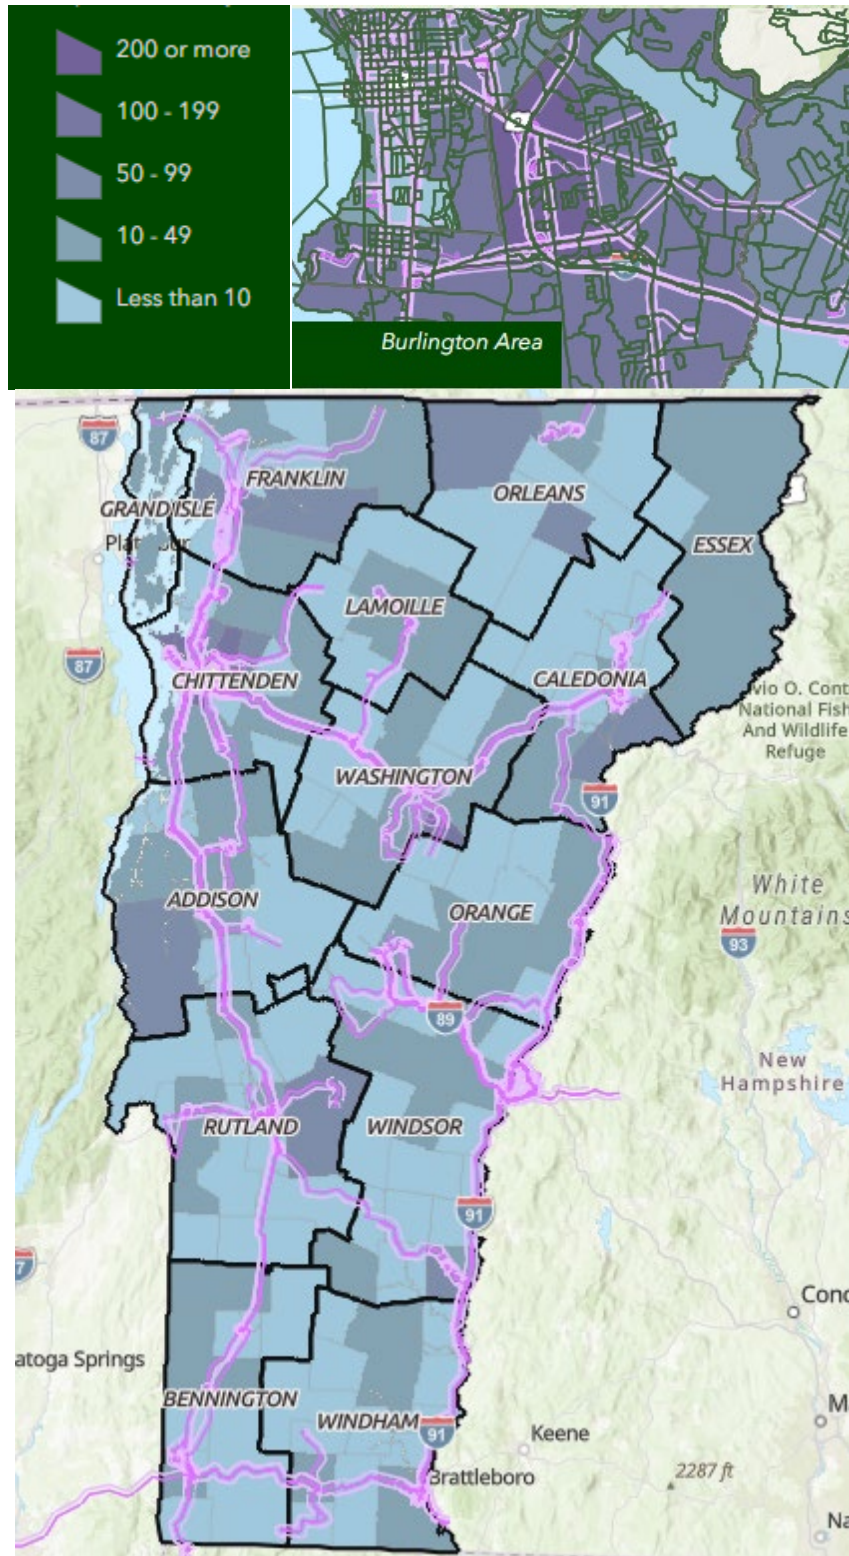 200 or more
100 - 199
50 - 99
10 - 49
Less than 10
Burlington Area
87
FRANKLIN
ORLEANS
GRAND ISLE
ESSEX
LAMOILLE
87
CHITTENDEN
CALEDONIA
National Fish
And Wildlife
Refuge
WASHINGTON
91
White
Mountains
ADDISON
ORANGE
93
89
New
Hampshire
RUTLAND
WINDSOR
91
7
BENNINGTON
WINDHAM
91
Keene
Brattleboro
2287 ft